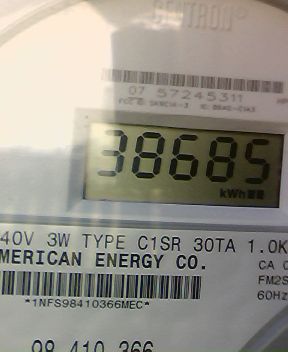 CENTRON®
07 57245311
38685
kWh
40V 3W TYPE C1SR 30TA 1.0K
MERICAN ENERGY CO.
CA 0
FM2S
60Hz
*1NFS98410366MEC*
98 410 366